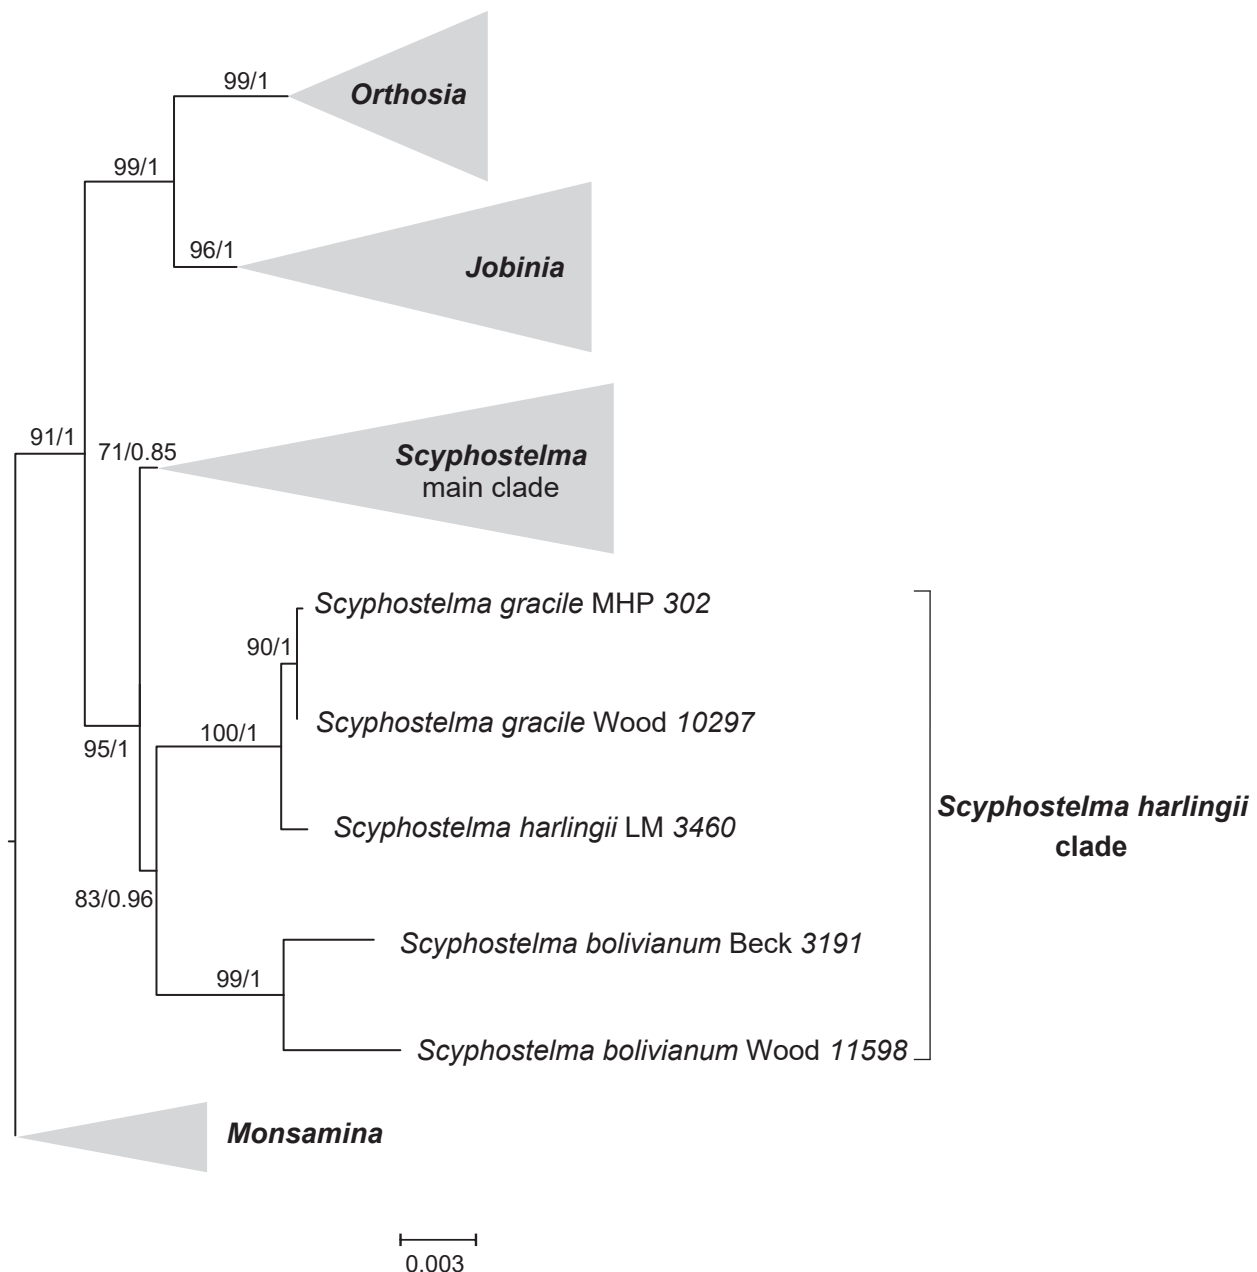 99/1
Orthosia
99/1
96/1
Jobinia
91/1
71/0.85
Scyphostelma
main clade
Scyphostelma gracile MHP 302
90/1
Scyphostelma gracile Wood 10297
100/1
95/1
Scyphostelma harlingii LM 3460
Scyphostelma harlingii
clade
83/0.96
Scyphostelma bolivianum Beck 3191
99/1
Scyphostelma bolivianum Wood 11598
Monsamina
0.003